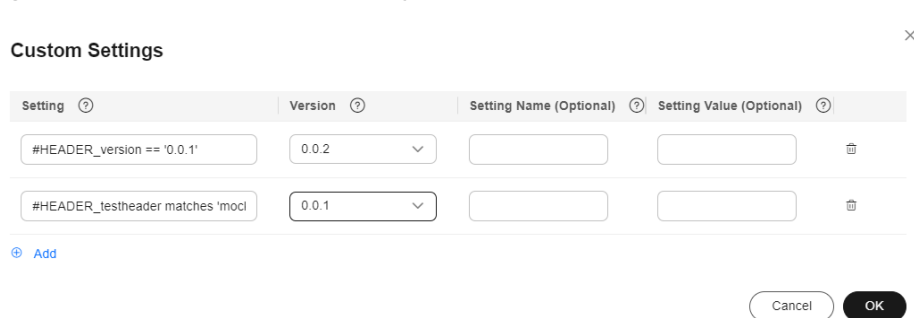 Custom Settings
Setting Version Setting Name (Optional) Setting Value (Optional)
#HEADER_version == '0.0.1' 0.0.2
#HEADER_testheader matches 'mocl 0.0.1
Add
Cancel OK